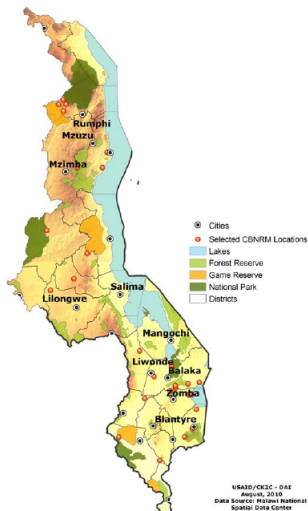 Rumphi
Mzuzu
Mzimha
Cities
Selected CBNRM Locations
Lakes
Forest Reserve
Game Reserve
National Park
Districts
Salima
Lilongwe
Mangochi
Liwonde
Balaka
Zomba
Blantyre
USAID/CK2C - DAI
August, 2010
Data Source: Malawi National
Spatial Data Center